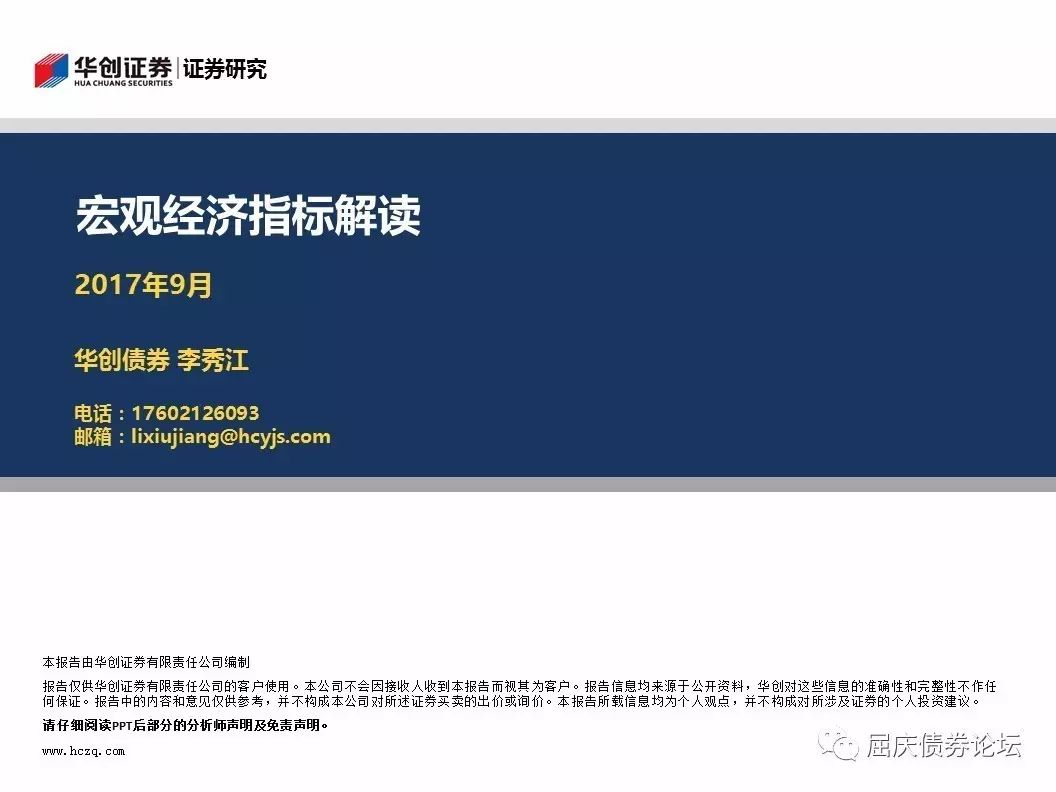 华创证券 | 证券研究
HUA CHUANG SECURITIES
宏观经济指标解读
2017年9月
华创债券 李秀江
电话：17602126093
邮箱：lixiujiang@hcyjs.com
本报告由华创证券有限责任公司编制
报告仅供华创证券有限责任公司的客户使用。本公司不会因接收人收到本报告而视其为客户。报告信息均来源于公开资料，华创对这些信息的准确性和完整性不作任
何保证。报告中的内容和意见仅供参考，并不构成本公司对所述证券买卖的出价或询价。本报告所载信息均为个人观点，并不构成对所涉及证券的个人投资建议。
请仔细阅读PPT后部分的分析师声明及免责声明。
www.hczq.com
屈庆债券论坛